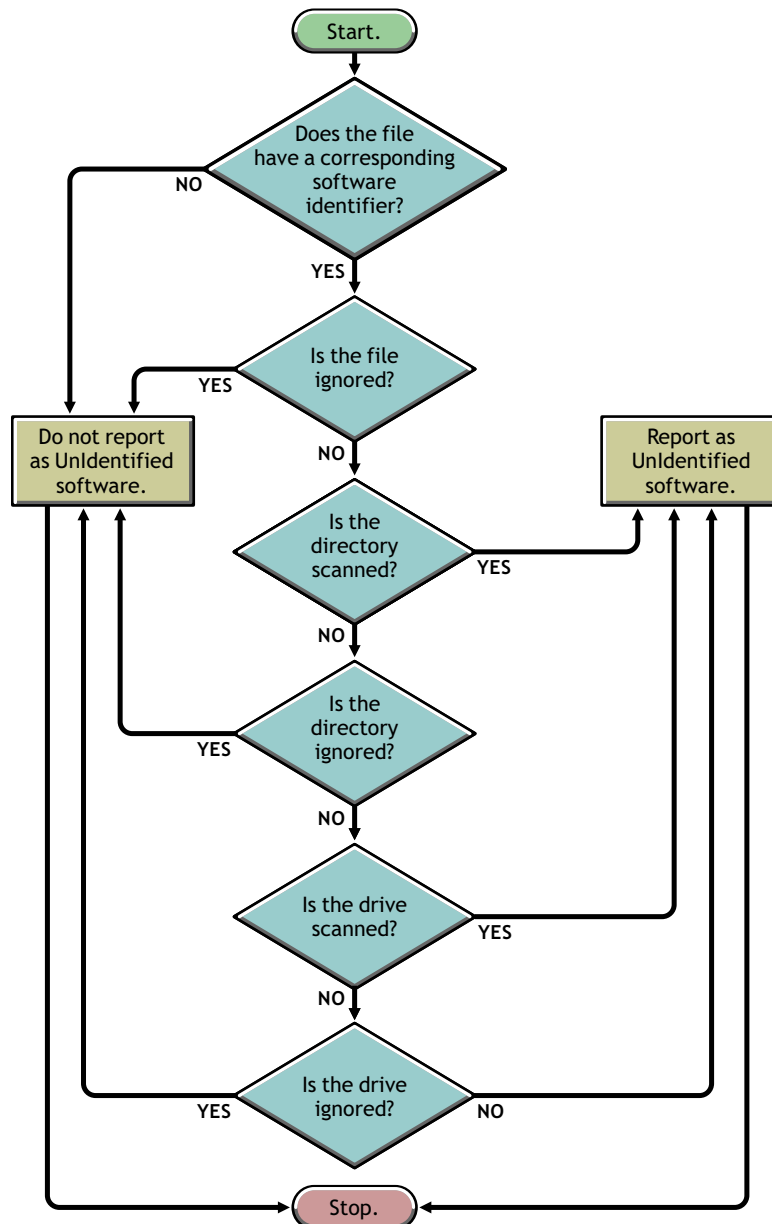 Start.
Does the file
have a corresponding
software
identifier?
NO
YES
Is the file
ignored?
YES
NO
Do not report
as UnIdentified
software.
Report as
UnIdentified
software.
Is the
directory
scanned?
YES
NO
Is the
directory
ignored?
YES
NO
Is the drive
scanned?
YES
NO
Is the drive
ignored?
YES
NO
Stop.